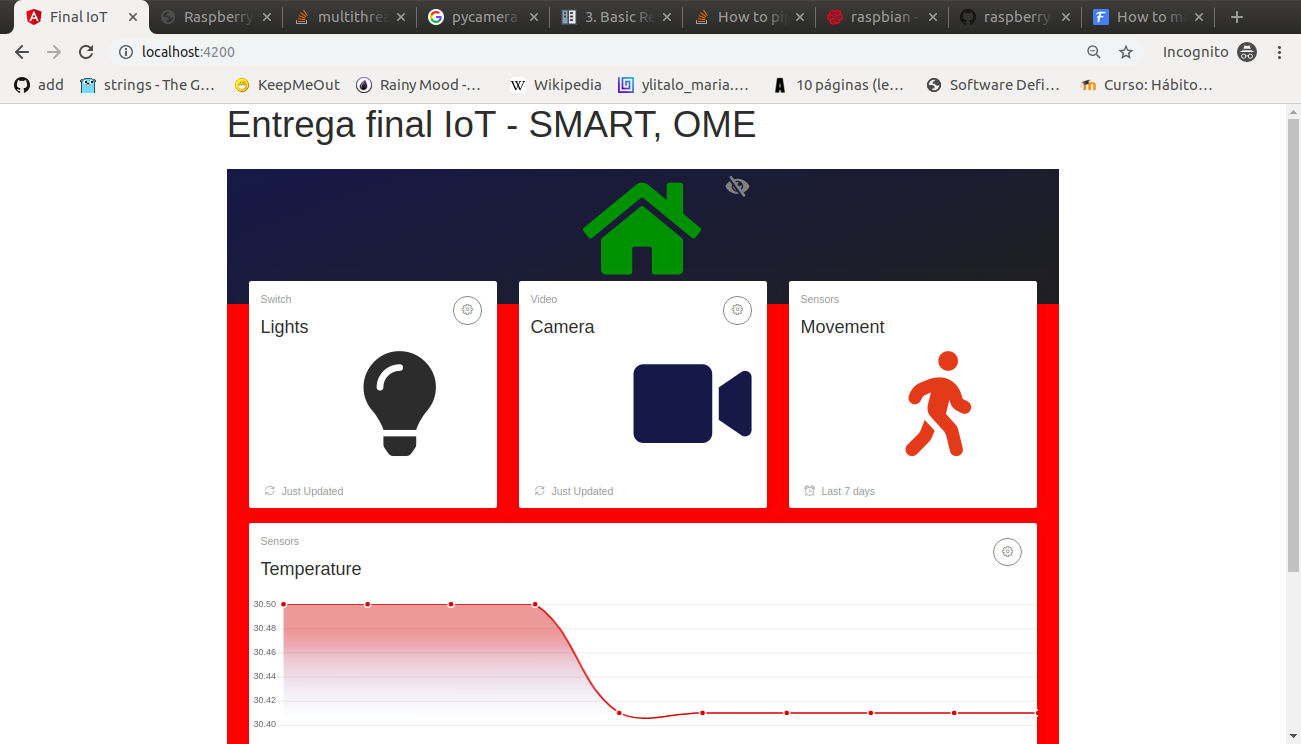 Final IoT
Raspberry
multithre
pycamera
3. Basic Re
How to pi
raspbian -
raspberry
How to m
localhost:4200
Incognito
add
strings - The G...
KeepMeOut
Rainy Mood -...
Wikipedia
ylitalo_maria....
10 páginas (le...
Software Defi...
Curso: Hábito...
Entrega final IoT - SMART, OME
Switch
Lights
Just Updated
Video
Camera
Just Updated
Sensors
Movement
Last 7 days
Sensors
Temperature
30.50
30.48
30.46
30.44
30.42
30.40